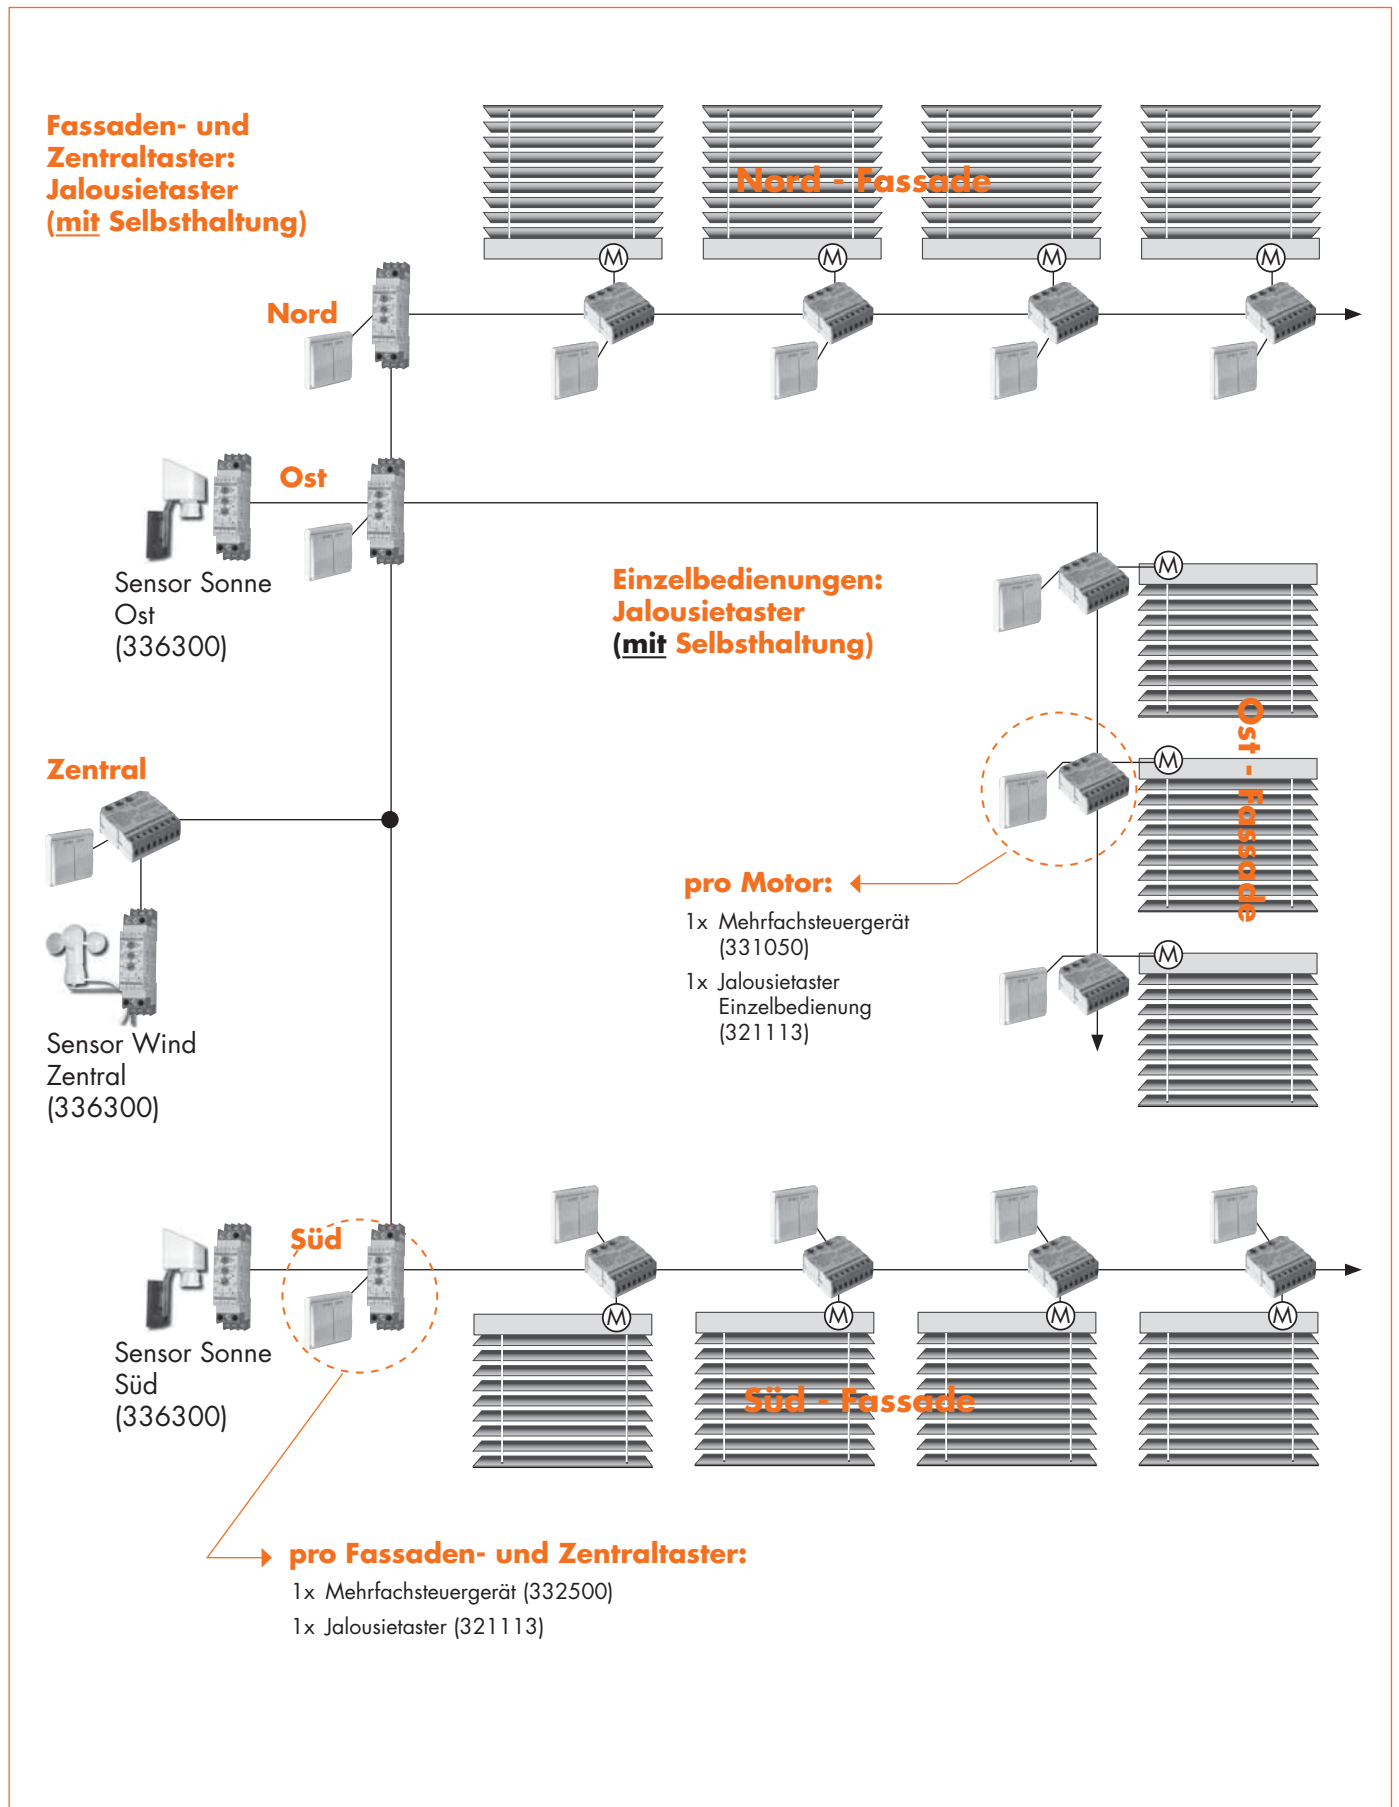 Fassaden- und
Zentraltaster:
Jalousietaster
(mit Selbsthaltung)
Nord - Fassade
M
M
M
M
Nord
Ost
Sensor Sonne
Ost
(336300)
Einzelbedienungen:
Jalousietaster
(mit Selbsthaltung)
M
Ost - Fassade
M
M
Zentral
pro Motor:
1x Mehrfachsteuergerät
(331050)
1x Jalousietaster
Einzelbedienung
(321113)
Sensor Wind
Zentral
(336300)
Süd
Sensor Sonne
Süd
(336300)
M
M
M
M
Süd - Fassade
pro Fassaden- und Zentraltaster:
1x Mehrfachsteuergerät (332500)
1x Jalousietaster (321113)